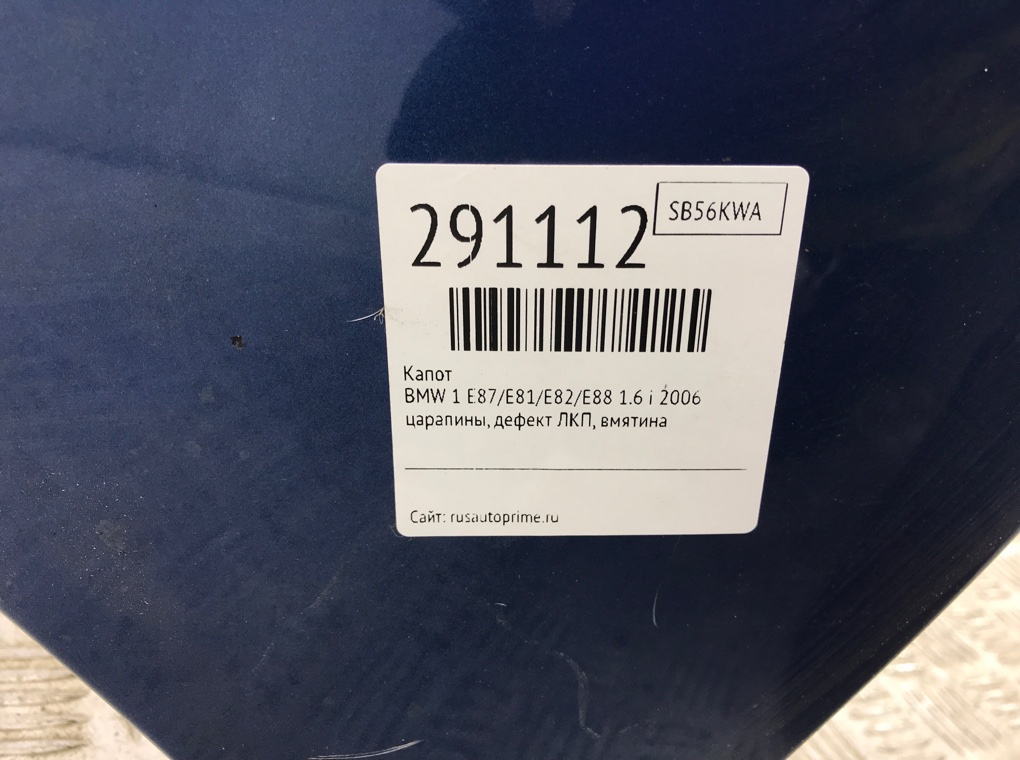 291112
SB56KWA
Капот
BMW 1 E87/E81/E82/E88 1.6 i 2006
царапины, дефект ЛКП, вмятина
Сайт: rusautoprime.ru